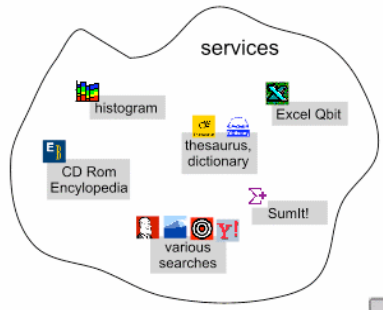 services
histogram
Excel Qbit
thesaurus,
dictionary
E
CD Rom
Encylopedia
Σ+
SumIt!
Y!
various
searches